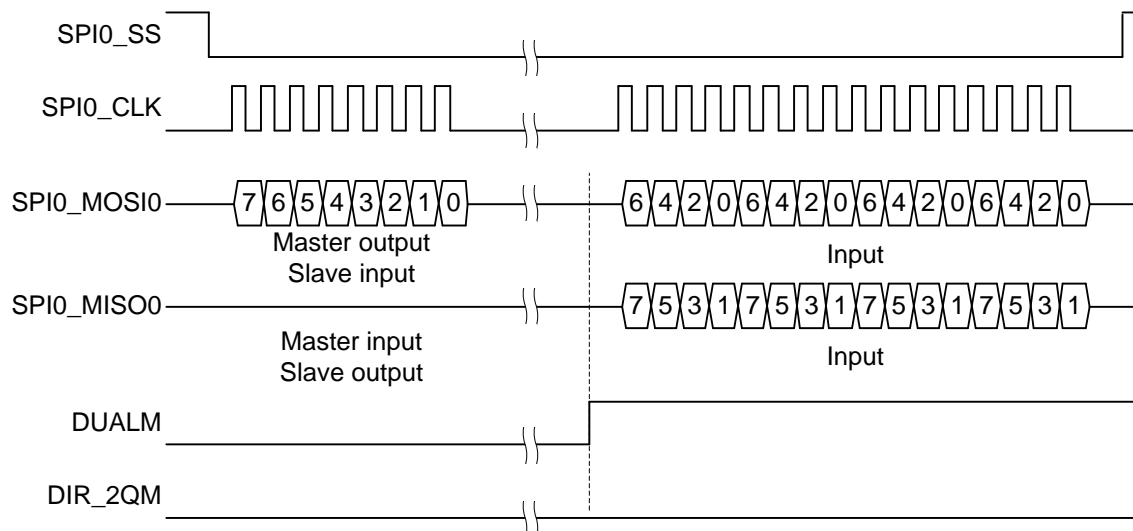 SPI0_SS
SPI0_CLK
SPI0_MOSI0 7 6 5 4 3 2 1 0 6 4 2 0 6 4 2 0 6 4 2 0 6 4 2 0
Master output
Slave input
Input
SPI0_MISO0 7 5 3 1 7 5 3 1 7 5 3 1 7 5 3 1
Master input
Slave output
Input
DUALM
DIR_2QM